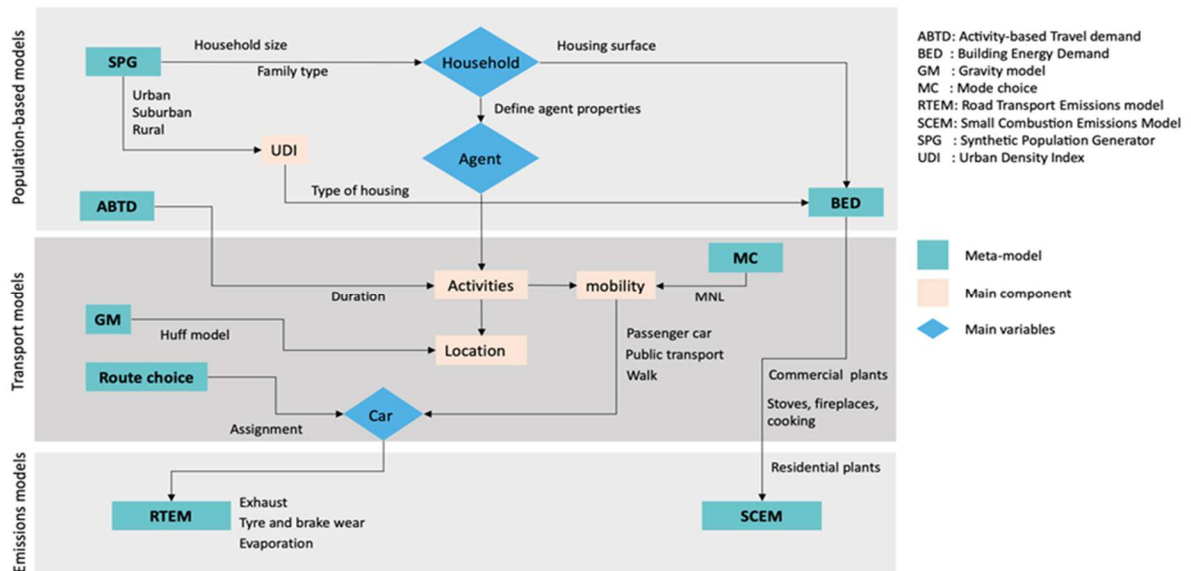 Population-based models
SPG
Household size
Family type
Household
Housing surface
Urban
Suburban
Rural
Define agent properties
UDI
Agent
Type of housing
ABTD
BED
Transport models
MC
Activities
mobility
Duration
MNL
GM
Huff model
Location
Passenger car
Public transport
Walk
Route choice
Car
Assignment
Commercial plants
Stoves, fireplaces,
cooking
Emissions models
Residential plants
RTEM
Exhaust
Tyre and brake wear
Evaporation
SCEM
ABTD: Activity-based Travel demand
BED : Building Energy Demand
GM : Gravity model
MC : Mode choice
RTEM: Road Transport Emissions model
SCEM: Small Combustion Emissions Model
SPG : Synthetic Population Generator
UDI : Urban Density Index
Meta-model
Main component
Main variables